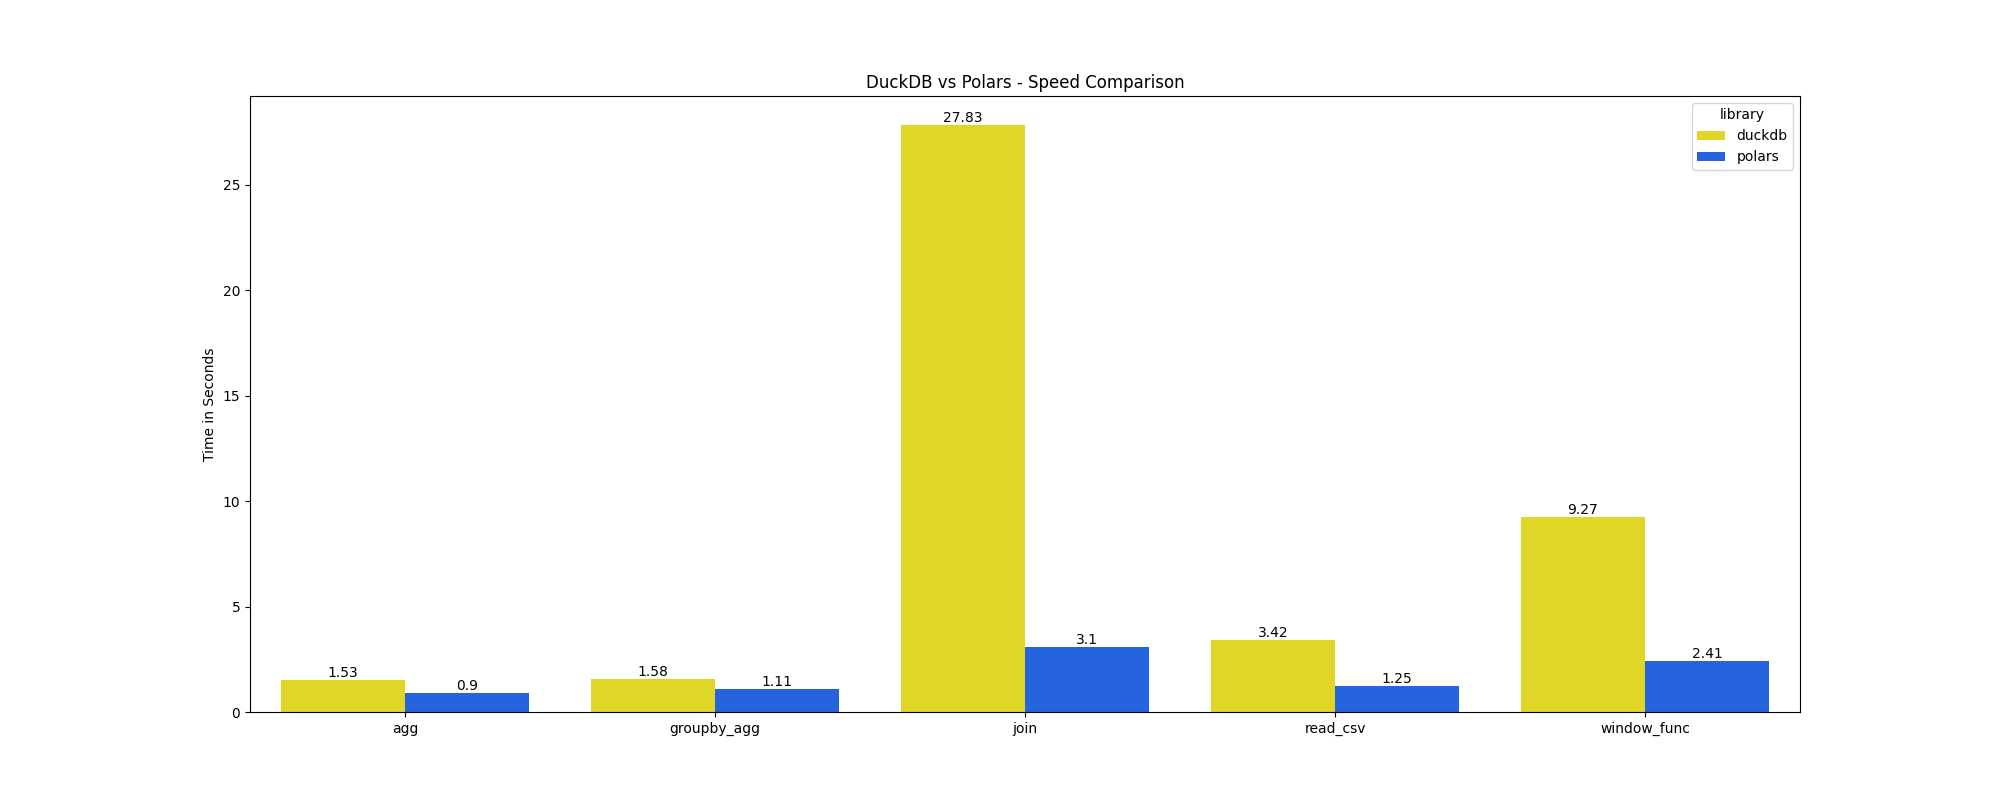 DuckDB vs Polars - Speed Comparison
library
duckdb
polars
Time in Seconds
25
20
15
10
5
0
27.83
9.27
3.42
3.1
2.41
1.53
1.58
1.25
1.11
0.9
agg
groupby_agg
join
read_csv
window_func